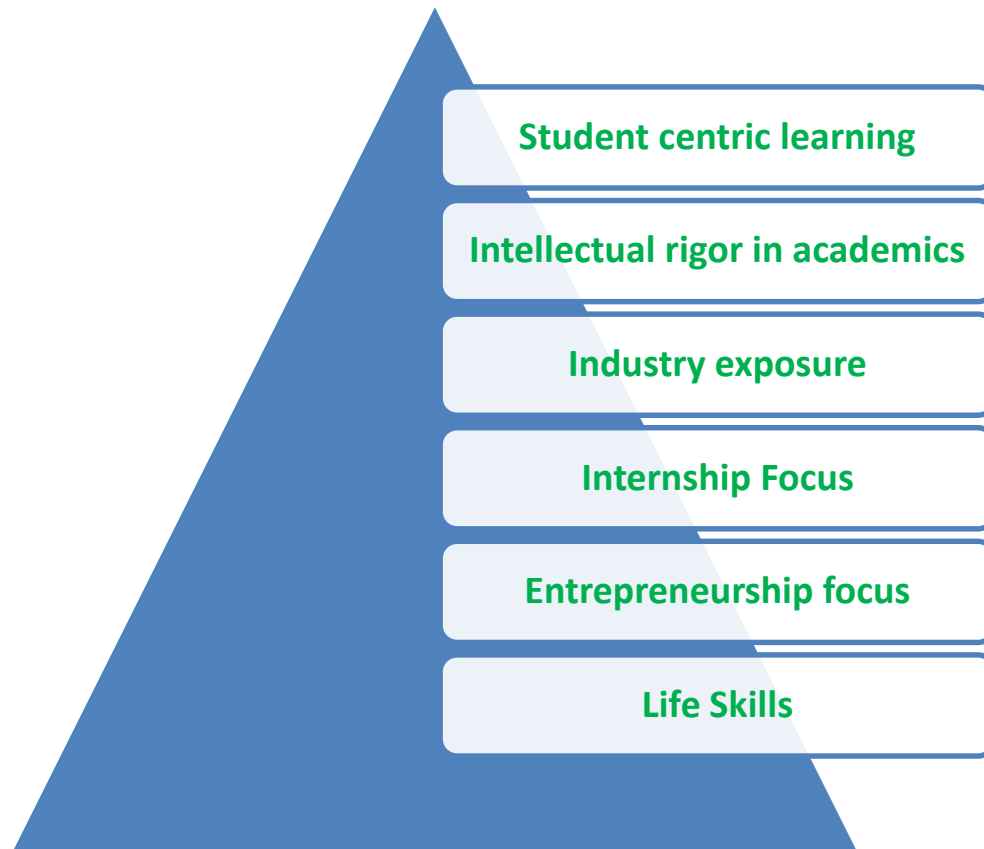 Student centric learning
Intellectual rigor in academics
Industry exposure
Internship Focus
Entrepreneurship focus
Life Skills